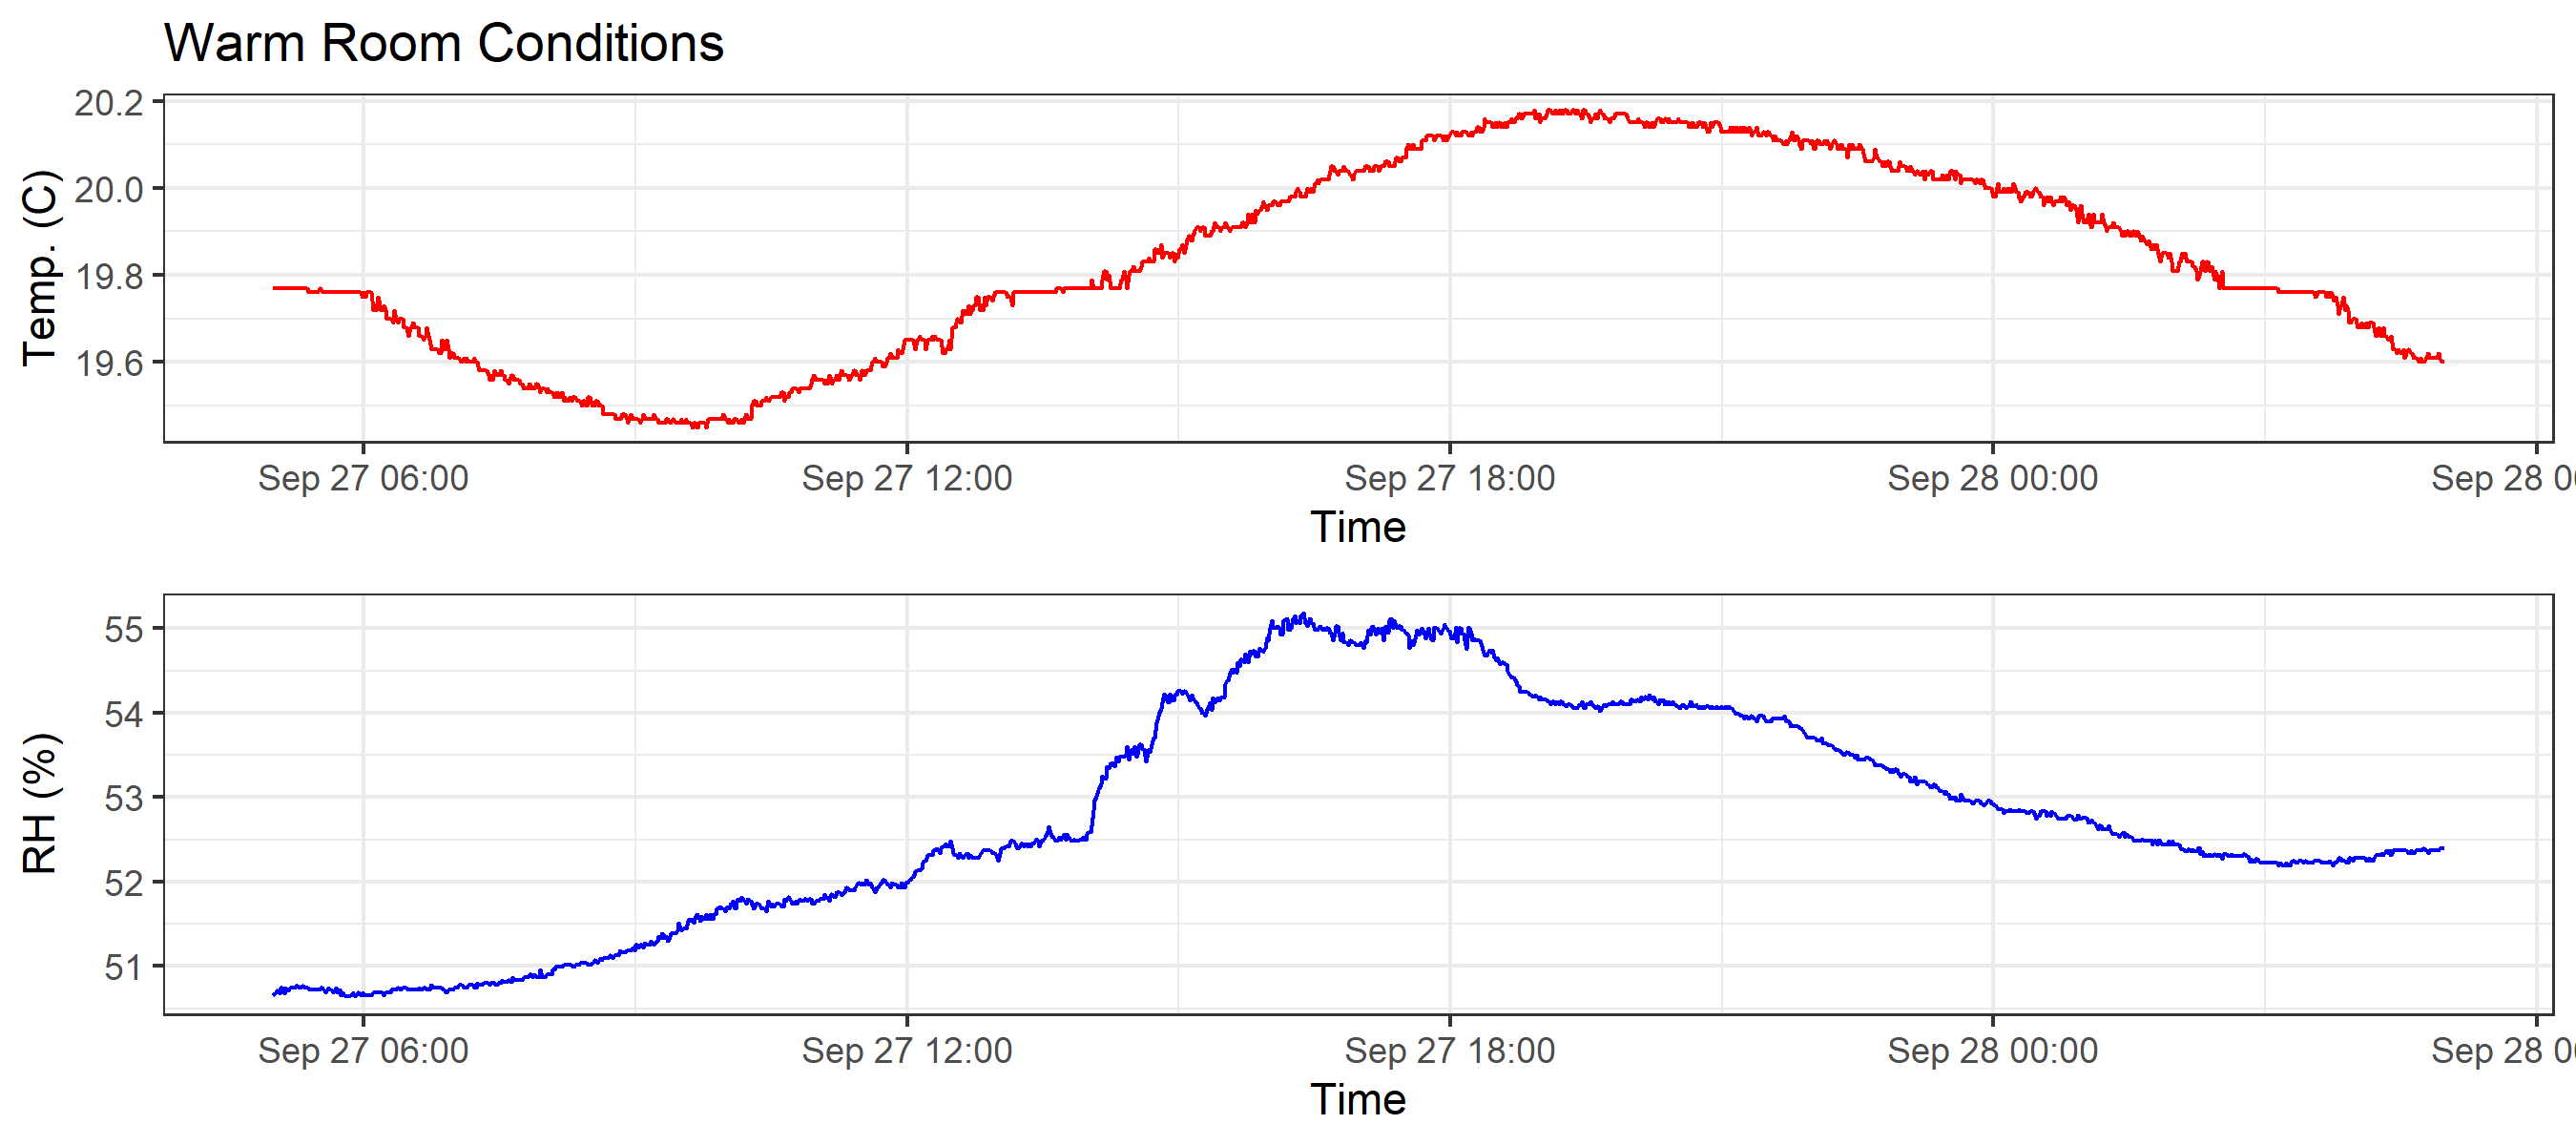 Warm Room Conditions
Temp. (C)
20.2
20.0
19.8
19.6
Sep 27 06:00 Sep 27 12:00 Sep 27 18:00 Sep 28 00:00 Sep 28 0
Time
RH (%)
55
54
53
52
51
Sep 27 06:00 Sep 27 12:00 Sep 27 18:00 Sep 28 00:00 Sep 28 0
Time